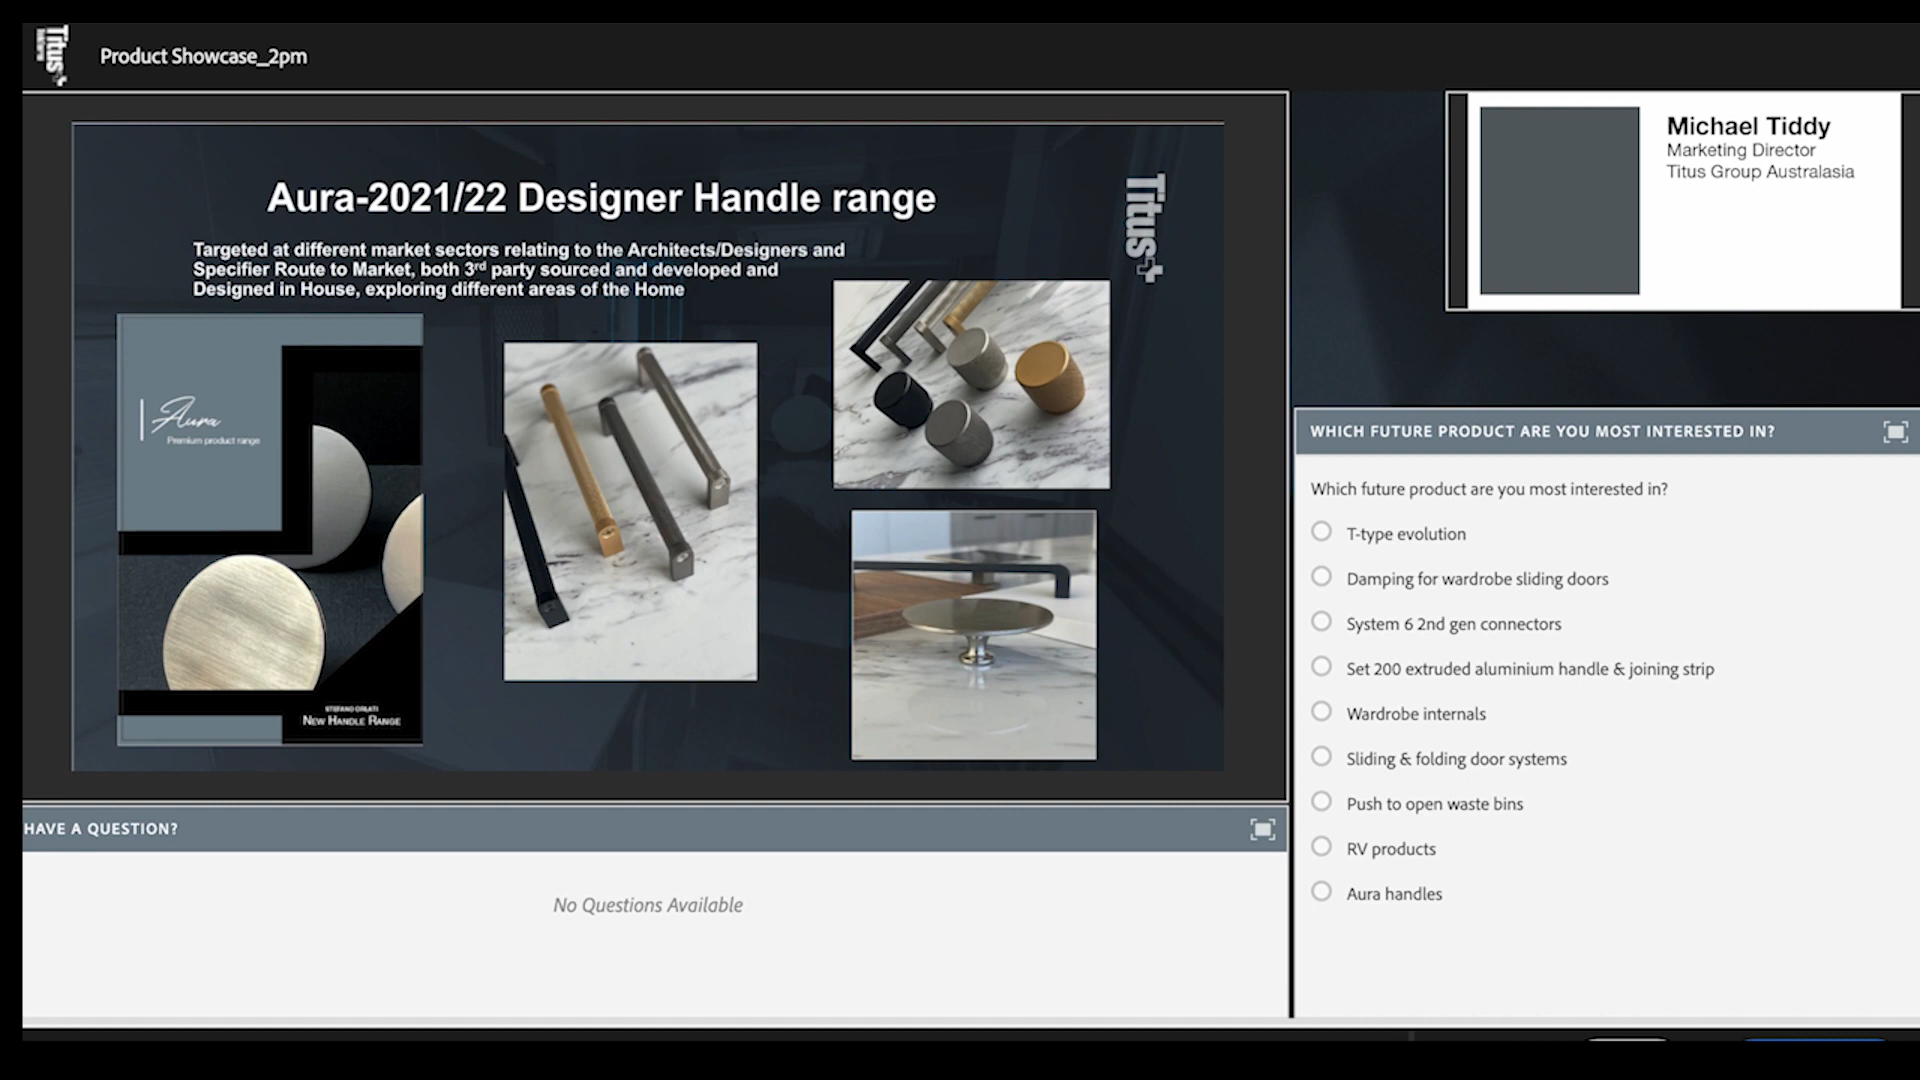 Titus
Product Showcase_2pm
Aura-2021/22 Designer Handle range
Titus
Targeted at different market sectors relating to the Architects/Designers and
Specifier Route to Market, both 3rd party sourced and developed and
Designed in House, exploring different areas of the Home
Aura
Premium product range
STEFANO ORLATI
NEW HANDLE RANGE
Michael Tiddy
Marketing Director
Titus Group Australasia
WHICH FUTURE PRODUCT ARE YOU MOST INTERESTED IN?
Which future product are you most interested in?
T-type evolution
Damping for wardrobe sliding doors
System 6 2nd gen connectors
Set 200 extruded aluminium handle & joining strip
Wardrobe internals
Sliding & folding door systems
Push to open waste bins
RV products
Aura handles
HAVE A QUESTION?
No Questions Available